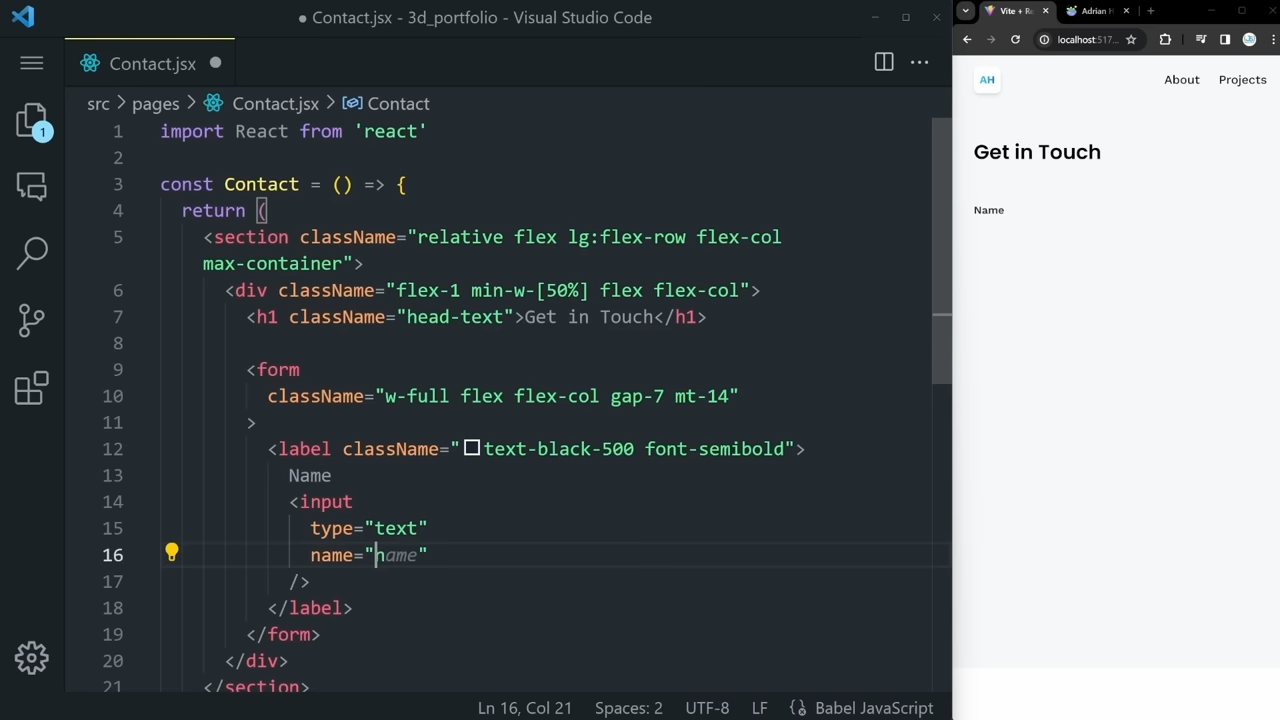 Contact.jsx - 3d_portfolio - Visual Studio Code
Contact.jsx
src > pages > Contact.jsx > Contact
1 import React from 'react'
2
3 const Contact = () => {
4 return (
5 <section className="relative flex lg:flex-row flex-col
max-container">
6 <div className="flex-1 min-w-[50%] flex flex-col">
7 <h1 className="head-text">Get in Touch</h1>
8
9 <form
10 className="w-full flex flex-col gap-7 mt-14"
11 >
12 <label className="text-black-500 font-semibold">
13 Name
14 <input
15 type="text"
16 name="name"
17 />
18 </label>
19 </form>
20 </div>
21 </section>
1
Ln 16, Col 21
Spaces: 2
UTF-8
LF
Babel JavaScript
Vite + Re
Adrian H
localhost:517...
AH
About
Projects
Get in Touch
Name